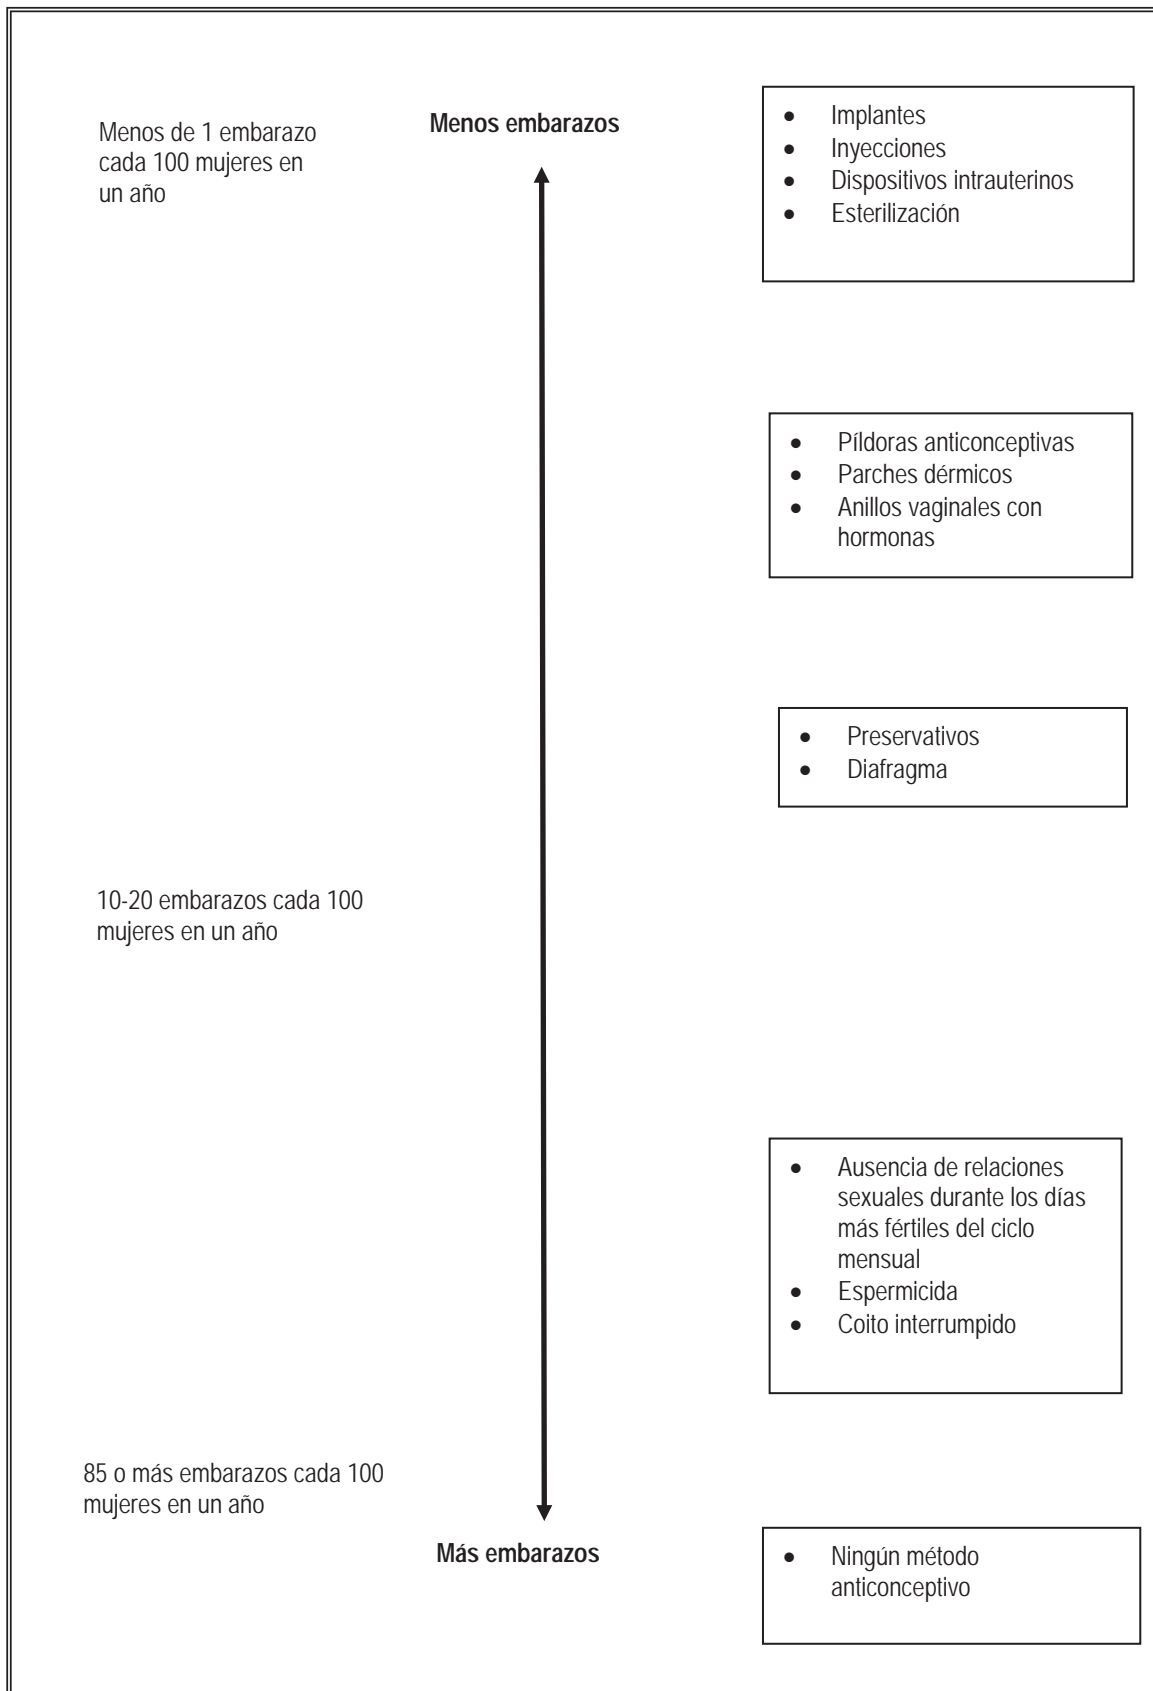 Menos de 1 embarazo
cada 100 mujeres en
un año
Menos embarazos
• Implantes
• Inyecciones
• Dispositivos intrauterinos
• Esterilización
• Píldoras anticonceptivas
• Parches dérmicos
• Anillos vaginales con
hormonas
• Preservativos
• Diafragma
10-20 embarazos cada 100
mujeres en un año
• Ausencia de relaciones
sexuales durante los días
más fértiles del ciclo
mensual
• Espermicida
• Coito interrumpido
85 o más embarazos cada 100
mujeres en un año
Más embarazos
• Ningún método
anticonceptivo